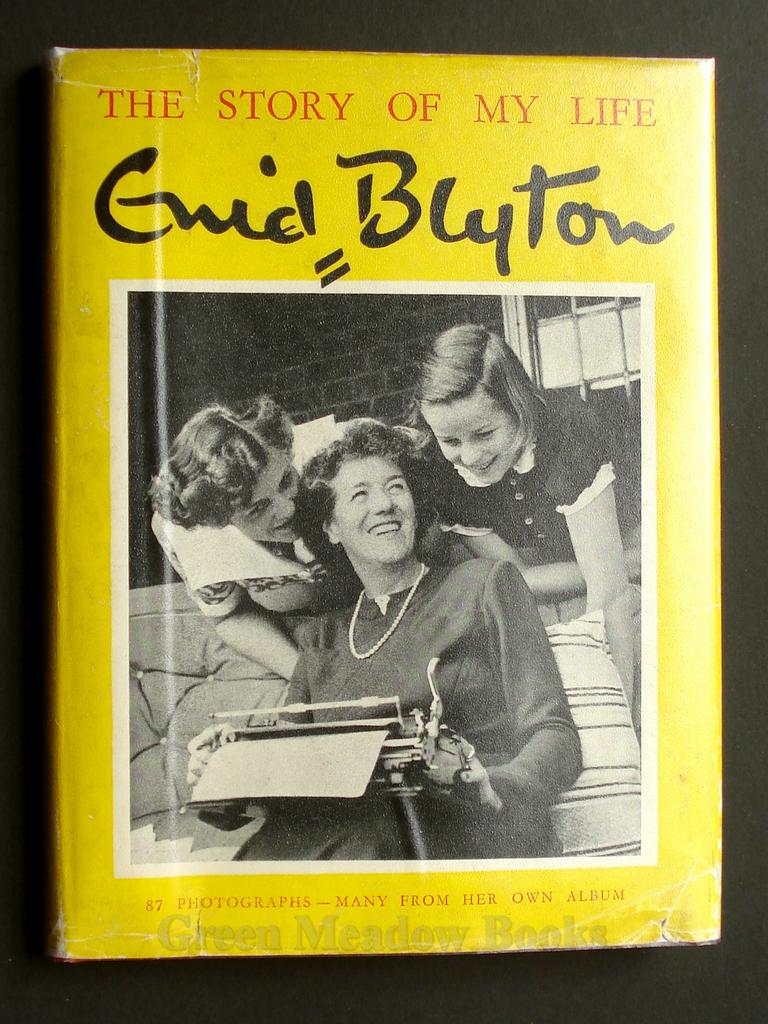 THE STORY OF MY LIFE
Enid Blyton
87 PHOTOGRAPHS — MANY FROM HER OWN ALBUM
Green Meadow Books